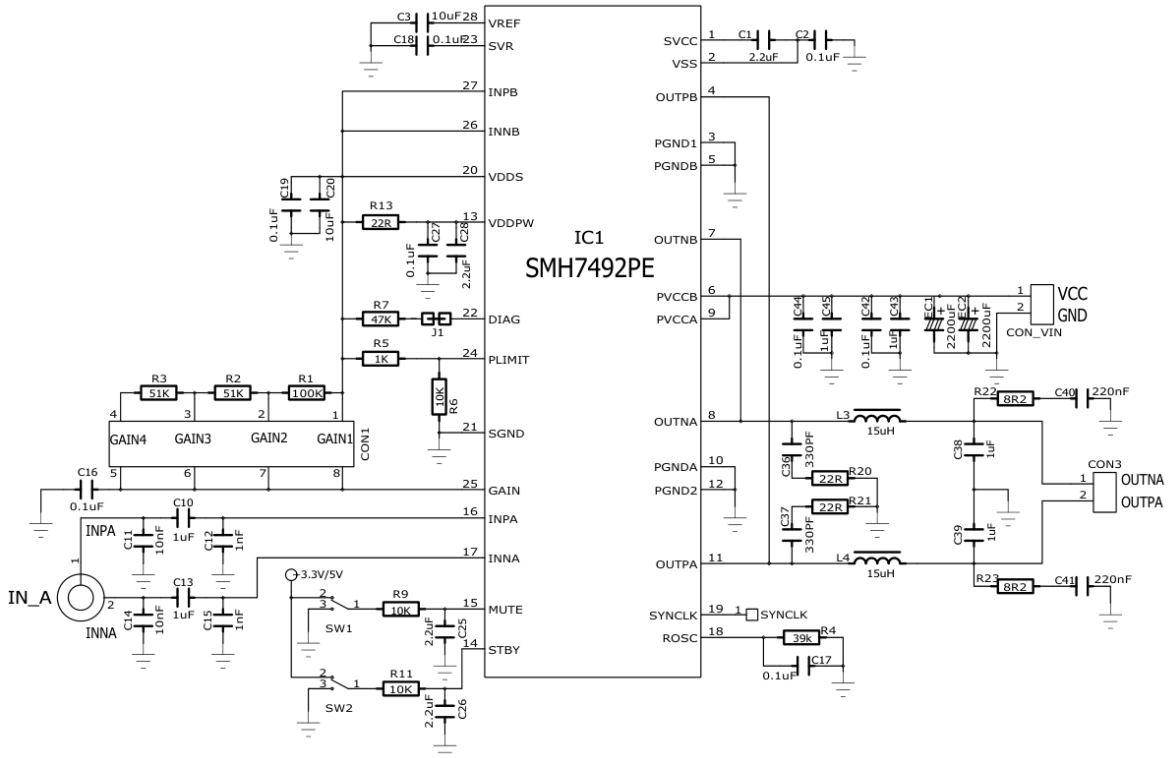 C3 10uF 28 VREF
C18 0.1uF 23 SVR
27 INPB
26 INNB
20 VDDS
C19 0.1uF
C20 10uF
R13 22R 13 VDDPW
C27 0.1uF
C28 2.2uF
R7 47K J1 22 DIAG
R5 1K 24 PLIMIT
10K R6
21 SGND
R3 51K
R2 51K
R1 100K
4 3 2 1
GAIN4 GAIN3 GAIN2 GAIN1
CON1
5 6 7 8
C16 0.1uF
25 GAIN
16 INPA
17 INNA
INPA
C10 1uF
C11 10nF
C12 1nF
IN_A
1
2
INNA
C13 1uF
C14 10nF
C15 1nF
3.3V/5V
2
3 1
SW1
R9 10K 15 MUTE
2.2uF C25
14 STBY
2
3 1
SW2
R11 10K
2.2uF C26
IC1
SMH7492PE
SVCC 1 C1 2.2uF C2 0.1uF
VSS 2
OUTPB 4
PGND1 3
PGNDB 5
OUTNB 7
PVCCB 6
PVCCA 9
C44 0.1uF
C45 1uF
C42 0.1uF
C43 1uF
EC1 + 2200uF
EC2 + 2200uF
1 VCC
2 GND
CON_VIN
OUTNA 8
L3 15uH
R22 8R2 C40 220nF
PGNDA 10
PGND2 12
C36 330PF
R20 22R
R21 22R
C37 330PF
C38 1uF
C39 1uF
CON3
1 OUTNA
2 OUTPA
OUTPA 11
L4 15uH
R23 8R2 C41 220nF
SYNCLK 19 1 SYNCLK
ROSC 18
R4 39k
C17 0.1uF